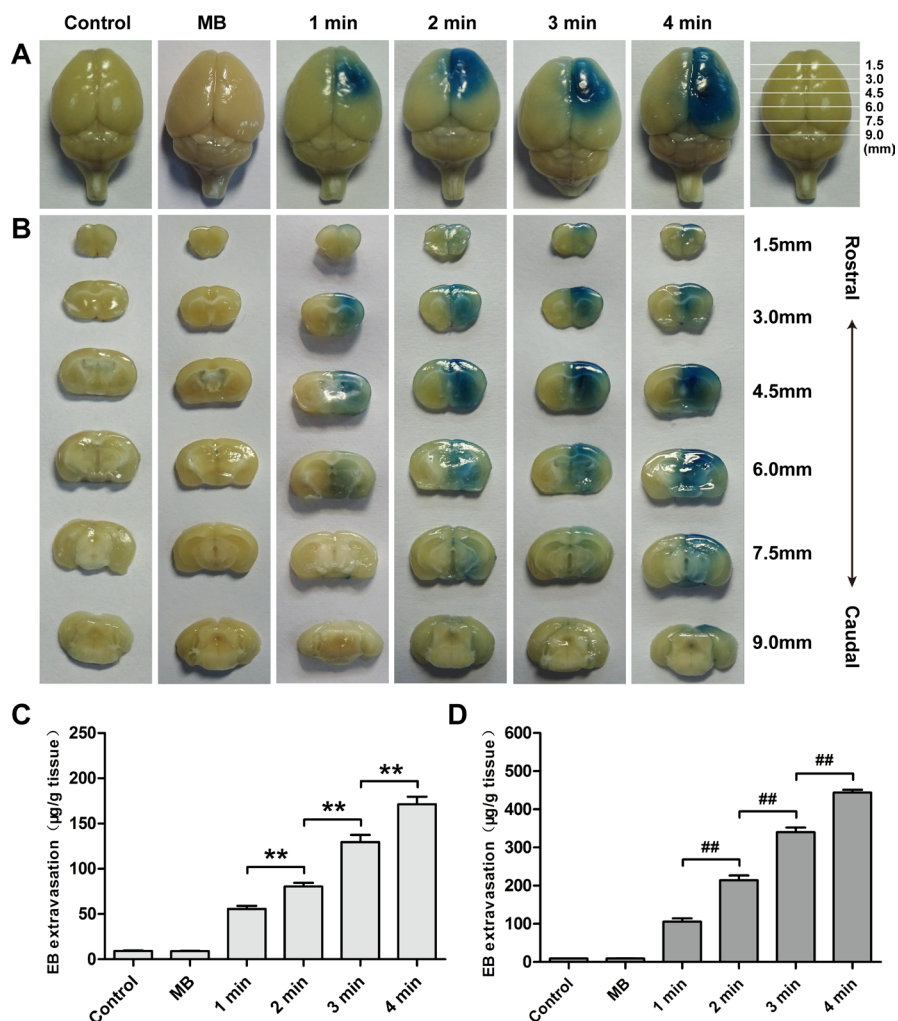 Control MB 1 min 2 min 3 min 4 min
A
1.5
3.0
4.5
6.0
7.5
9.0
(mm)
B
1.5mm
3.0mm
4.5mm
6.0mm
7.5mm
9.0mm
Rostral
Caudal
C
EB extravasation (µg/g tissue)
250
200
150
100
50
0
** ** **
Control MB 1 min 2 min 3 min 4 min
D
EB extravasation (µg/g tissue)
600
500
400
300
200
100
0
## ## ##
Control MB 1 min 2 min 3 min 4 min